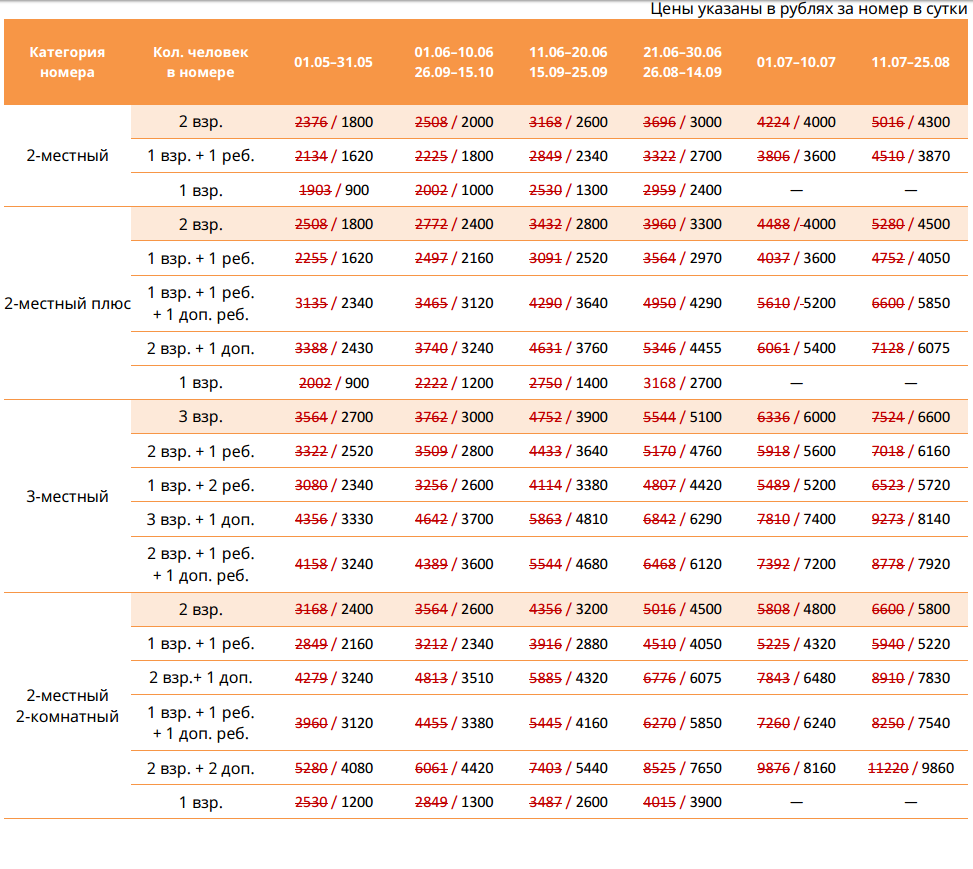 Цены указаны в рублях за номер в сутки
Категория номера | Кол. человек в номере | 01.05–31.05 | 01.06–10.06 26.09–15.10 | 11.06–20.06 15.09–25.09 | 21.06–30.06 26.08–14.09 | 01.07–10.07 | 11.07–25.08
2-местный
2 взр. 2376 / 1800 2508 / 2000 3168 / 2600 3696 / 3000 4224 / 4000 5016 / 4300
1 взр. + 1 реб. 2134 / 1620 2225 / 1800 2849 / 2340 3322 / 2700 3806 / 3600 4510 / 3870
1 взр. 1903 / 900 2002 / 1000 2530 / 1300 2959 / 2400 — —
2-местный плюс
2 взр. 2508 / 1800 2772 / 2400 3432 / 2800 3960 / 3300 4488 / 4000 5280 / 4500
1 взр. + 1 реб. 2255 / 1620 2497 / 2160 3091 / 2520 3564 / 2970 4037 / 3600 4752 / 4050
1 взр. + 1 реб. + 1 доп. реб. 3135 / 2340 3465 / 3120 4290 / 3640 4950 / 4290 5610 / 5200 6600 / 5850
2 взр. + 1 доп. 3388 / 2430 3740 / 3240 4631 / 3760 5346 / 4455 6061 / 5400 7128 / 6075
1 взр. 2002 / 900 2222 / 1200 2750 / 1400 3168 / 2700 — —
3-местный
3 взр. 3564 / 2700 3762 / 3000 4752 / 3900 5544 / 5100 6336 / 6000 7524 / 6600
2 взр. + 1 реб. 3322 / 2520 3509 / 2800 4433 / 3640 5170 / 4760 5918 / 5600 7018 / 6160
1 взр. + 2 реб. 3080 / 2340 3256 / 2600 4114 / 3380 4807 / 4420 5489 / 5200 6523 / 5720
3 взр. + 1 доп. 4356 / 3330 4642 / 3700 5863 / 4810 6842 / 6290 7810 / 7400 9273 / 8140
2 взр. + 1 реб. + 1 доп. реб. 4158 / 3240 4389 / 3600 5544 / 4680 6468 / 6120 7392 / 7200 8778 / 7920
2-местный 2-комнатный
2 взр. 3168 / 2400 3564 / 2600 4356 / 3200 5016 / 4500 5808 / 4800 6600 / 5800
1 взр. + 1 реб. 2849 / 2160 3212 / 2340 3916 / 2880 4510 / 4050 5225 / 4320 5940 / 5220
2 взр.+ 1 доп. 4279 / 3240 4813 / 3510 5885 / 4320 6776 / 6075 7843 / 6480 8910 / 7830
1 взр. + 1 реб. + 1 доп. реб. 3960 / 3120 4455 / 3380 5445 / 4160 6270 / 5850 7260 / 6240 8250 / 7540
2 взр. + 2 доп. 5280 / 4080 6061 / 4420 7403 / 5440 8525 / 7650 9876 / 8160 11220 / 9860
1 взр. 2530 / 1200 2849 / 1300 3487 / 2600 4015 / 3900 — —